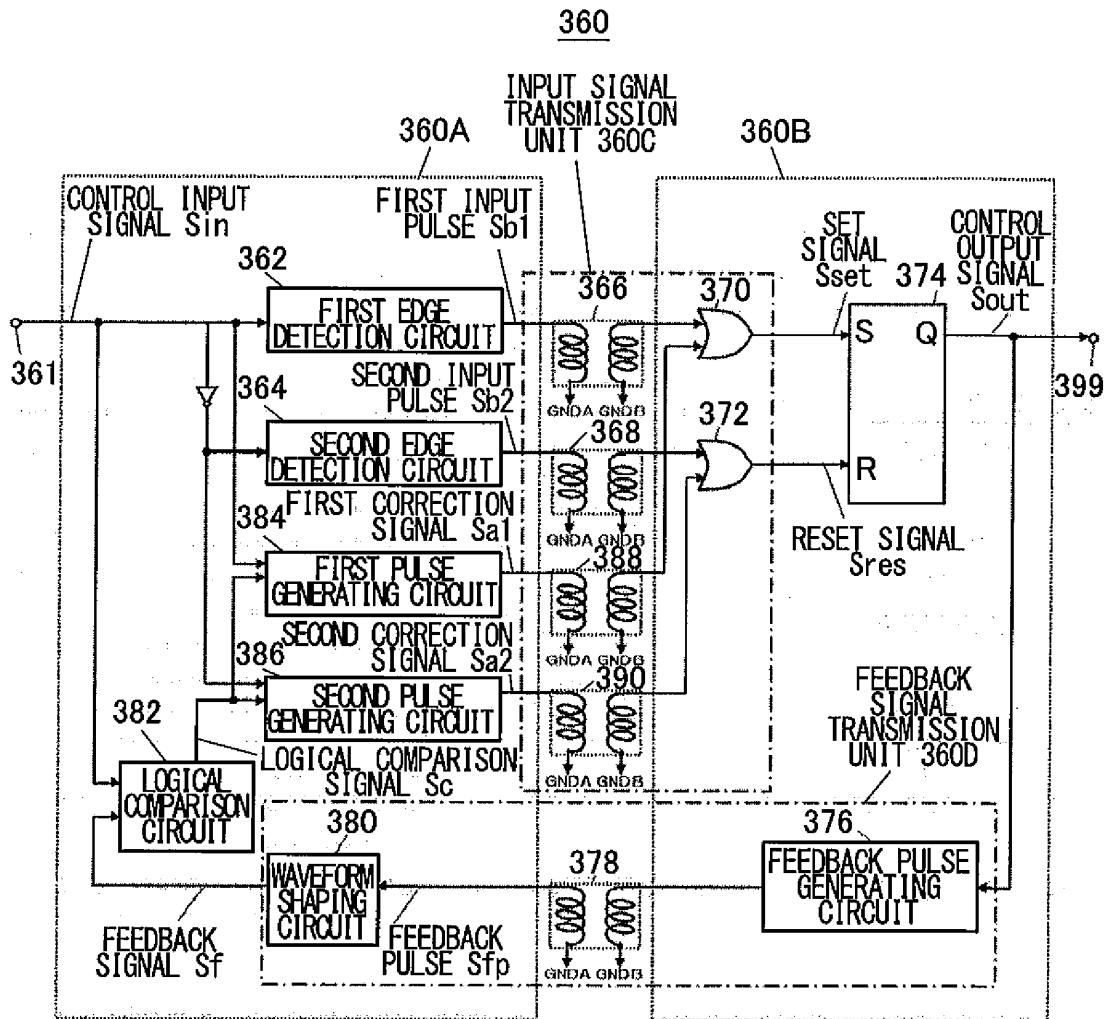 360
INPUT SIGNAL
TRANSMISSION
UNIT 360C
360A
360B
CONTROL INPUT
SIGNAL Sin
FIRST INPUT
PULSE Sb1
SET
SIGNAL
Sset
CONTROL
OUTPUT
SIGNAL
Sout
374
362
FIRST EDGE
DETECTION CIRCUIT
366
370
S
Q
361
399
GNDA
GNDB
SECOND INPUT
PULSE Sb2
364
SECOND EDGE
DETECTION CIRCUIT
368
372
R
GNDA
GNDB
FIRST CORRECTION
SIGNAL Sa1
RESET SIGNAL
Sres
384
FIRST PULSE
GENERATING CIRCUIT
388
GNDA
GNDB
SECOND CORRECTION
SIGNAL Sa2
386
SECOND PULSE
GENERATING CIRCUIT
390
GNDA
GNDB
FEEDBACK
SIGNAL
TRANSMISSION
UNIT 360D
382
LOGICAL
COMPARISON
CIRCUIT
LOGICAL COMPARISON
SIGNAL Sc
380
WAVEFORM
SHAPING
CIRCUIT
378
GNDA
GNDB
376
FEEDBACK PULSE
GENERATING
CIRCUIT
FEEDBACK
SIGNAL Sf
FEEDBACK
PULSE Sfp